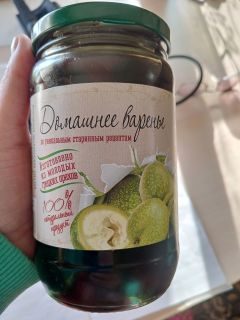 Домашнее варенье
по уникальным старинным рецептам
Изготовлено
из молодых
грецких орехов
100%
натуральный
продукт